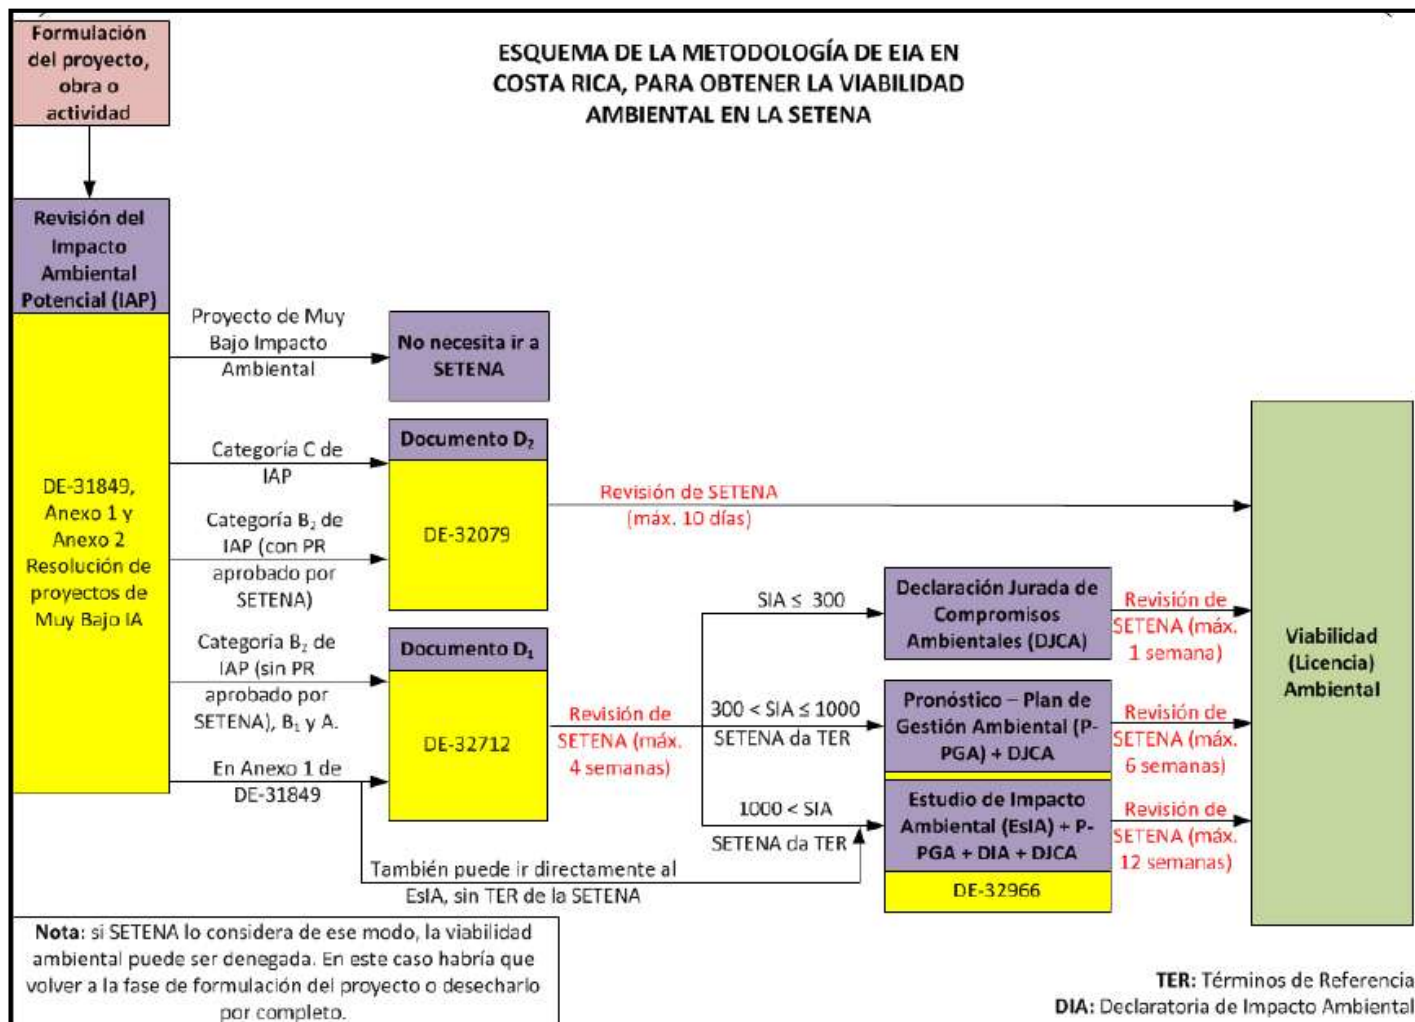 Formulación
del proyecto,
obra o
actividad
ESQUEMA DE LA METODOLOGÍA DE EIA EN
COSTA RICA, PARA OBTENER LA VIABILIDAD
AMBIENTAL EN LA SETENA
Revisión del
Impacto
Ambiental
Potencial (IAP)
DE-31849,
Anexo 1 y
Anexo 2
Resolución de
proyectos de
Muy Bajo IA
Proyecto de Muy
Bajo Impacto
Ambiental
No necesita ir a
SETENA
Categoría C de
IAP
Categoría B₂ de
IAP (con PR
aprobado por
SETENA)
Documento D₂
DE-32079
Revisión de SETENA
(máx. 10 días)
Categoría B₂ de
IAP (sin PR
aprobado por
SETENA), B₁ y A.
En Anexo 1 de
DE-31849
Documento D₁
DE-32712
Revisión de
SETENA (máx.
4 semanas)
SIA ≤ 300
Declaración Jurada de
Compromisos
Ambientales (DJCA)
Revisión de
SETENA (máx.
1 semana)
300 < SIA ≤ 1000
SETENA da TER
Pronóstico – Plan de
Gestión Ambiental (P-
PGA) + DJCA
Revisión de
SETENA (máx.
6 semanas)
1000 < SIA
SETENA da TER
Estudio de Impacto
Ambiental (EsIA) + P-
PGA + DIA + DJCA
DE-32966
Revisión de
SETENA (máx.
12 semanas)
También puede ir directamente al
EsIA, sin TER de la SETENA
Viabilidad
(Licencia)
Ambiental
Nota: si SETENA lo considera de ese modo, la viabilidad
ambiental puede ser denegada. En este caso habría que
volver a la fase de formulación del proyecto o desecharlo
por completo.
TER: Términos de Referencia
DIA: Declaratoria de Impacto Ambiental